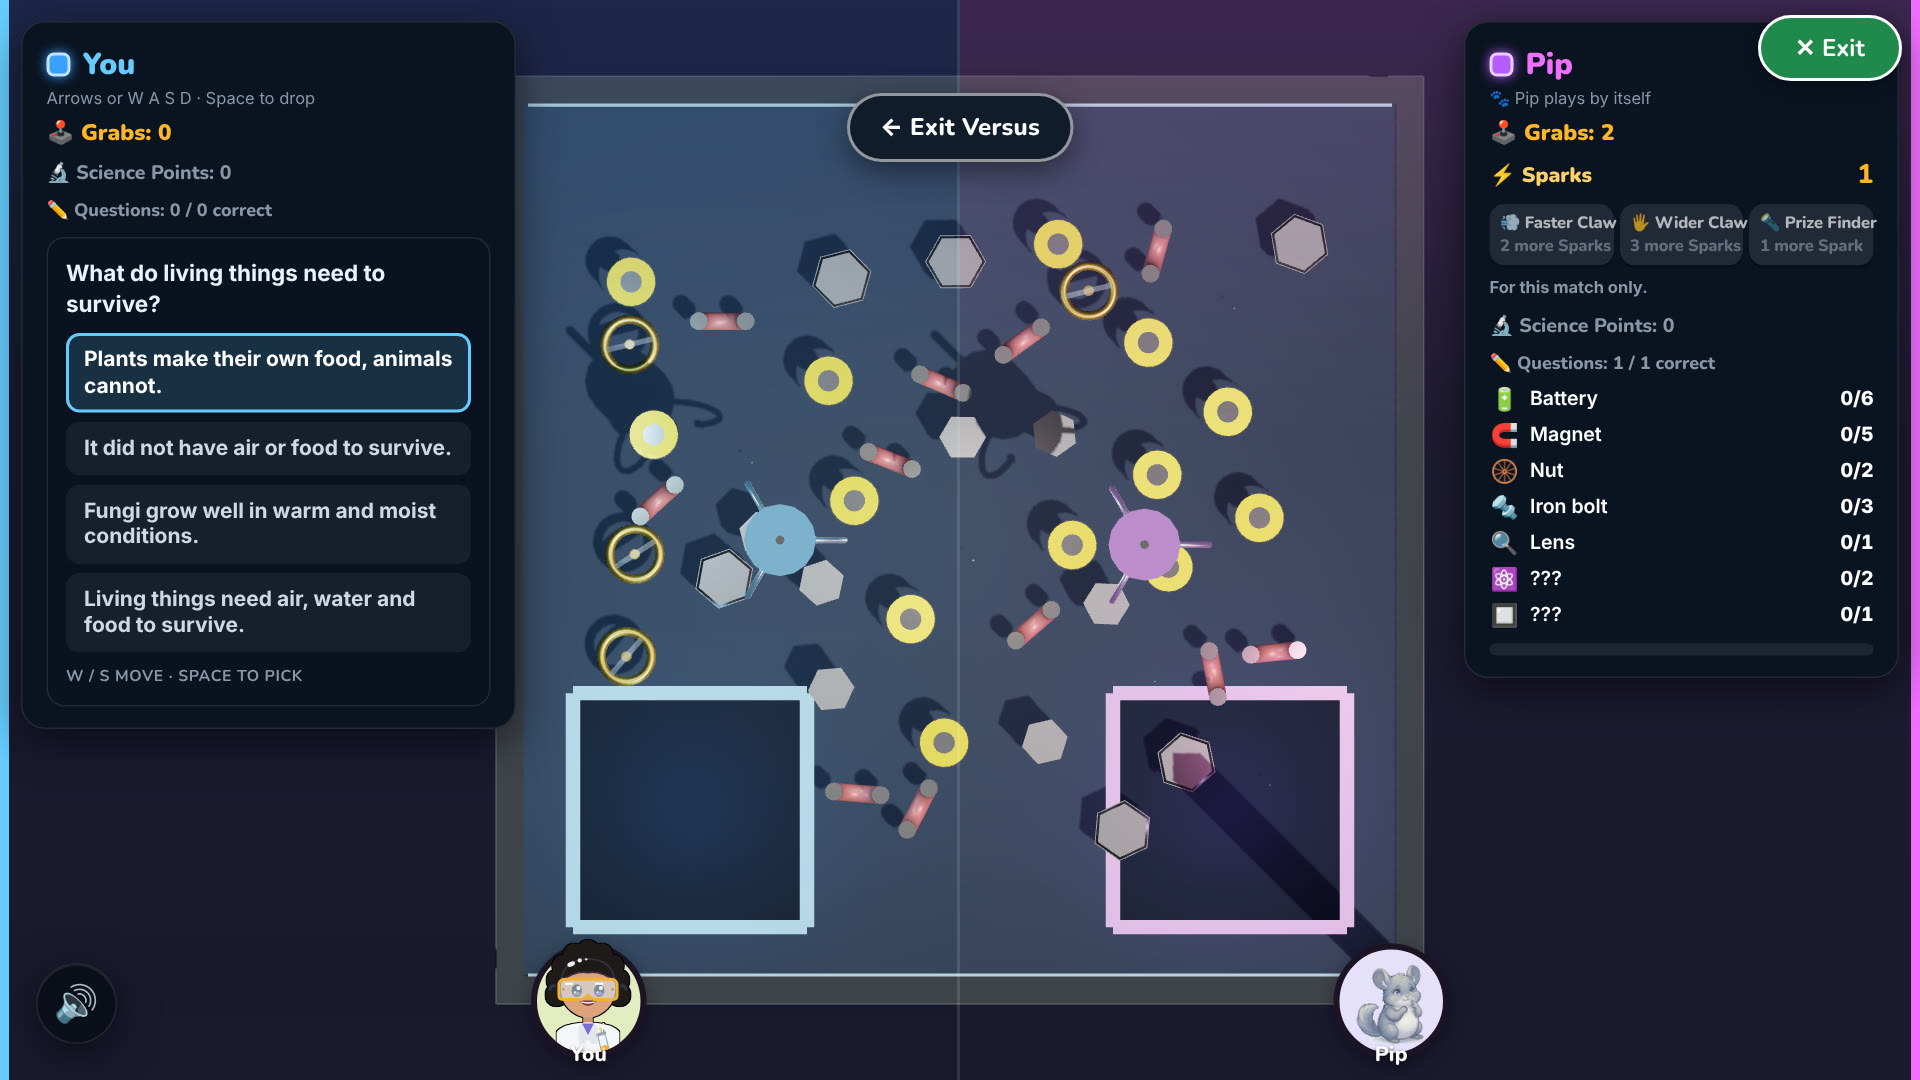 You
Arrows or W A S D · Space to drop
Grabs: 0
Science Points: 0
Questions: 0 / 0 correct
What do living things need to
survive?
Plants make their own food, animals
cannot.
It did not have air or food to survive.
Fungi grow well in warm and moist
conditions.
Living things need air, water and
food to survive.
W / S MOVE · SPACE TO PICK
← Exit Versus
You
Pip
✕ Exit
Pip
Pip plays by itself
Grabs: 2
Sparks 1
Faster Claw
2 more Sparks
Wider Claw
3 more Sparks
Prize Finder
1 more Spark
For this match only.
Science Points: 0
Questions: 1 / 1 correct
Battery 0/6
Magnet 0/5
Nut 0/2
Iron bolt 0/3
Lens 0/1
??? 0/2
??? 0/1